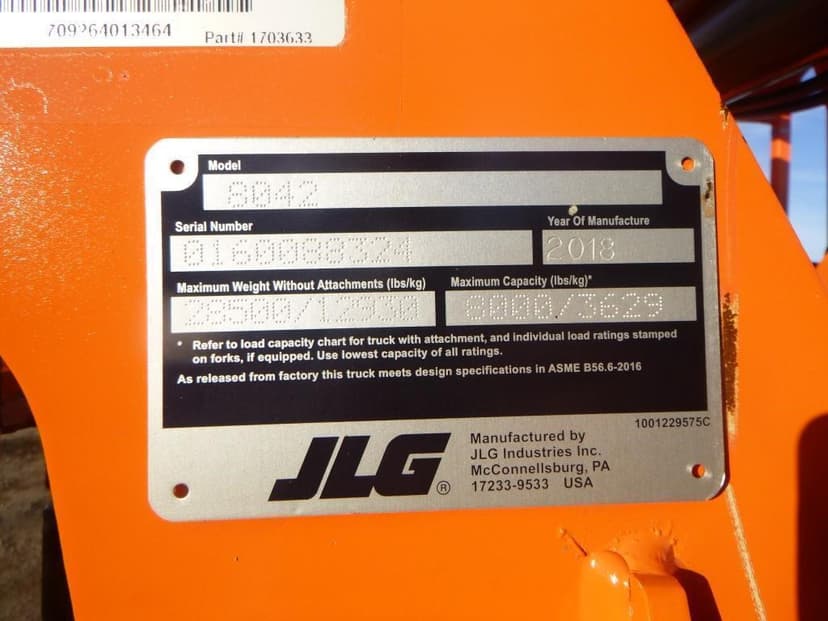 709264013464
Part# 1703633
Model
8042
Serial Number
Year Of Manufacture
0160088324
2018
Maximum Weight Without Attachments (lbs/kg)
Maximum Capacity (lbs/kg)*
28500/12930
8000/3629
* Refer to load capacity chart for truck with attachment, and individual load ratings stamped
on forks, if equipped. Use lowest capacity of all ratings.
As released from factory this truck meets design specifications in ASME B56.6-2016
1001229575C
JLG®
Manufactured by
JLG Industries Inc.
McConnellsburg, PA
17233-9533 USA